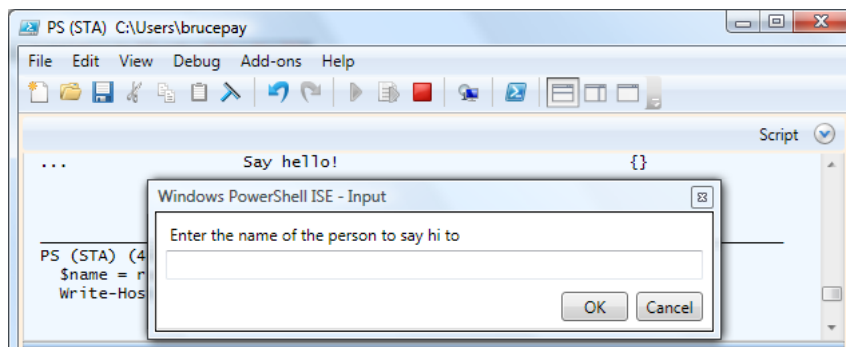 PS (STA) C:\Users\brucepay
File Edit View Debug Add-ons Help
Script
... Say hello! {}
Windows PowerShell ISE - Input
Enter the name of the person to say hi to
PS (STA) (4
$name = r
Write-Hos
OK Cancel